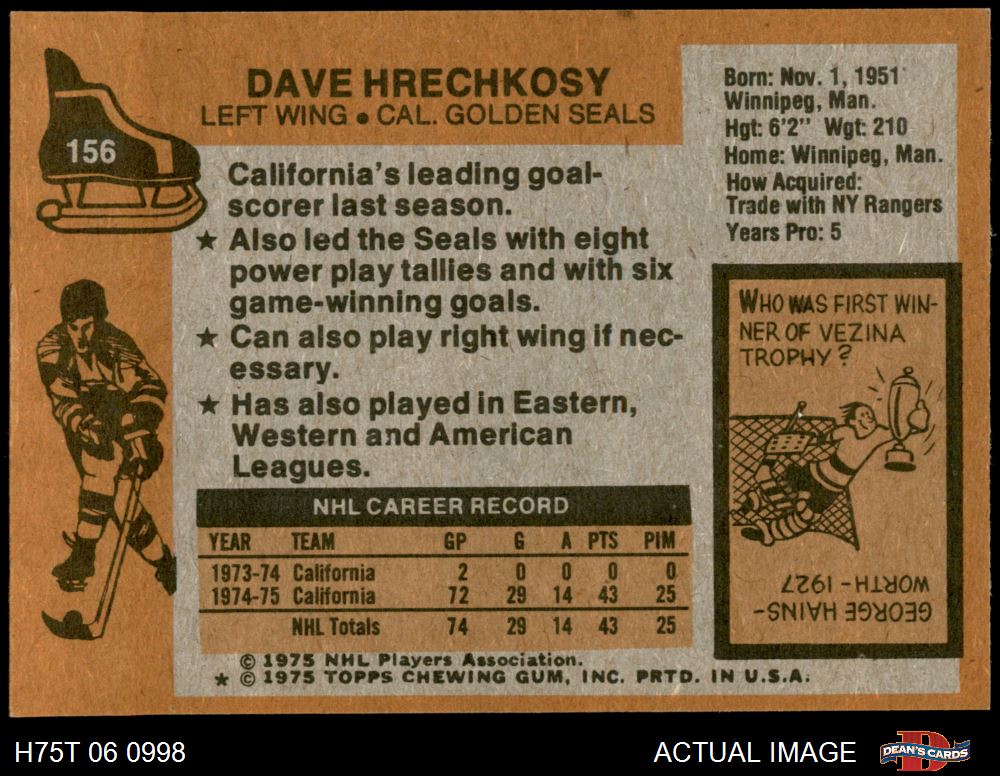 DAVE HRECHKOSY
LEFT WING • CAL. GOLDEN SEALS
156
California's leading goal-
scorer last season.
★ Also led the Seals with eight
power play tallies and with six
game-winning goals.
★ Can also play right wing if nec-
essary.
★ Has also played in Eastern,
Western and American
Leagues.
Born: Nov. 1, 1951
Winnipeg, Man.
Hgt: 6'2" Wgt: 210
Home: Winnipeg, Man.
How Acquired:
Trade with NY Rangers
Years Pro: 5
WHO WAS FIRST WIN-
NER OF VEZINA
TROPHY?
GEORGE HAINS-
WORTH - 1927
NHL CAREER RECORD
YEAR TEAM GP G A PTS PIM
1973-74 California 2 0 0 0 0
1974-75 California 72 29 14 43 25
NHL Totals 74 29 14 43 25
© 1975 NHL Players Association.
★ © 1975 TOPPS CHEWING GUM, INC. PRTD. IN U.S.A.
H75T 06 0998
ACTUAL IMAGE
D
DEAN'S CARDS